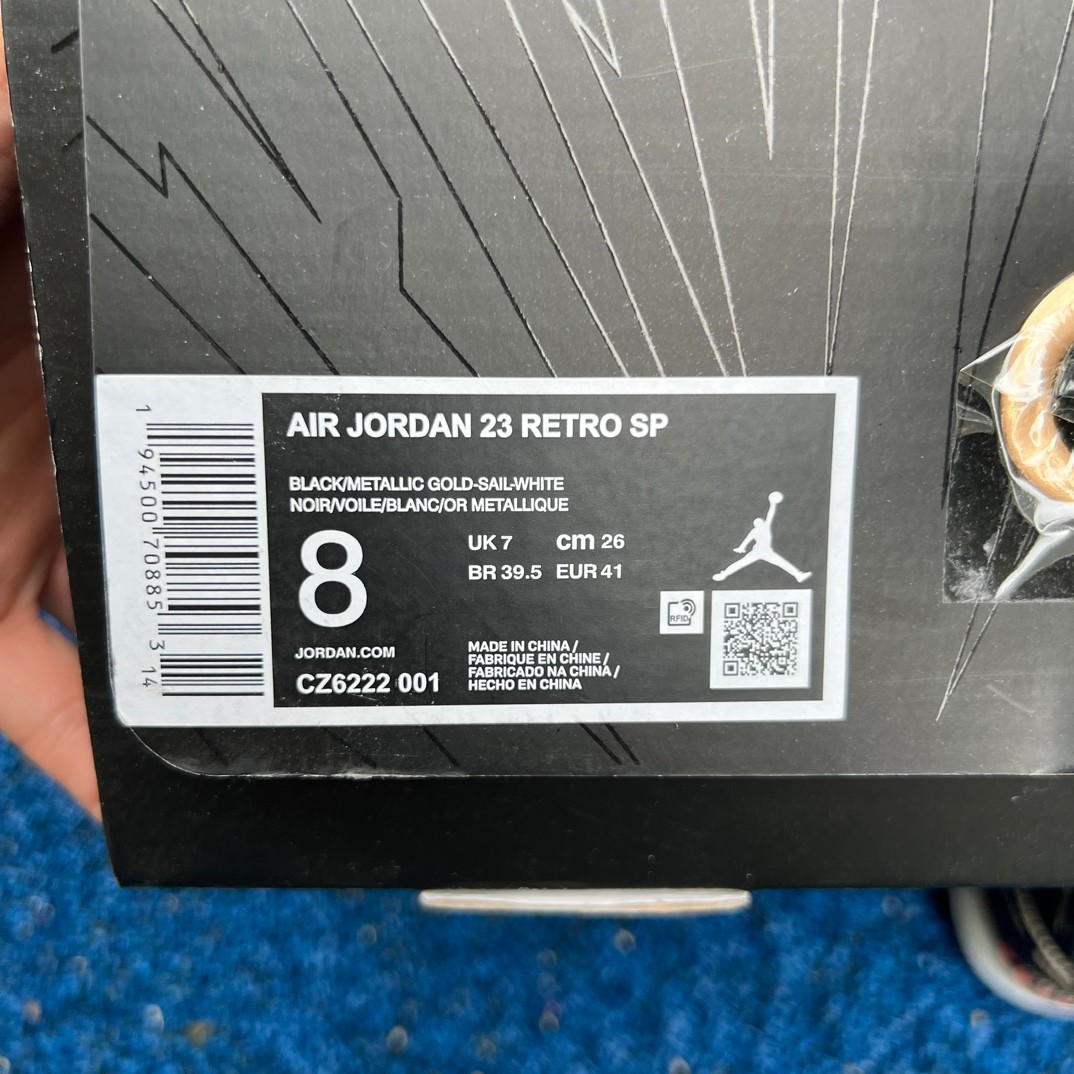 AIR JORDAN 23 RETRO SP
BLACK/METALLIC GOLD-SAIL-WHITE
NOIR/VOILE/BLANC/OR METALLIQUE
8
UK 7 cm 26
BR 39.5 EUR 41
RFID
JORDAN.COM
CZ6222 001
MADE IN CHINA /
FABRIQUE EN CHINE /
FABRICADO NA CHINA /
HECHO EN CHINA
1 94500 70885 3 14